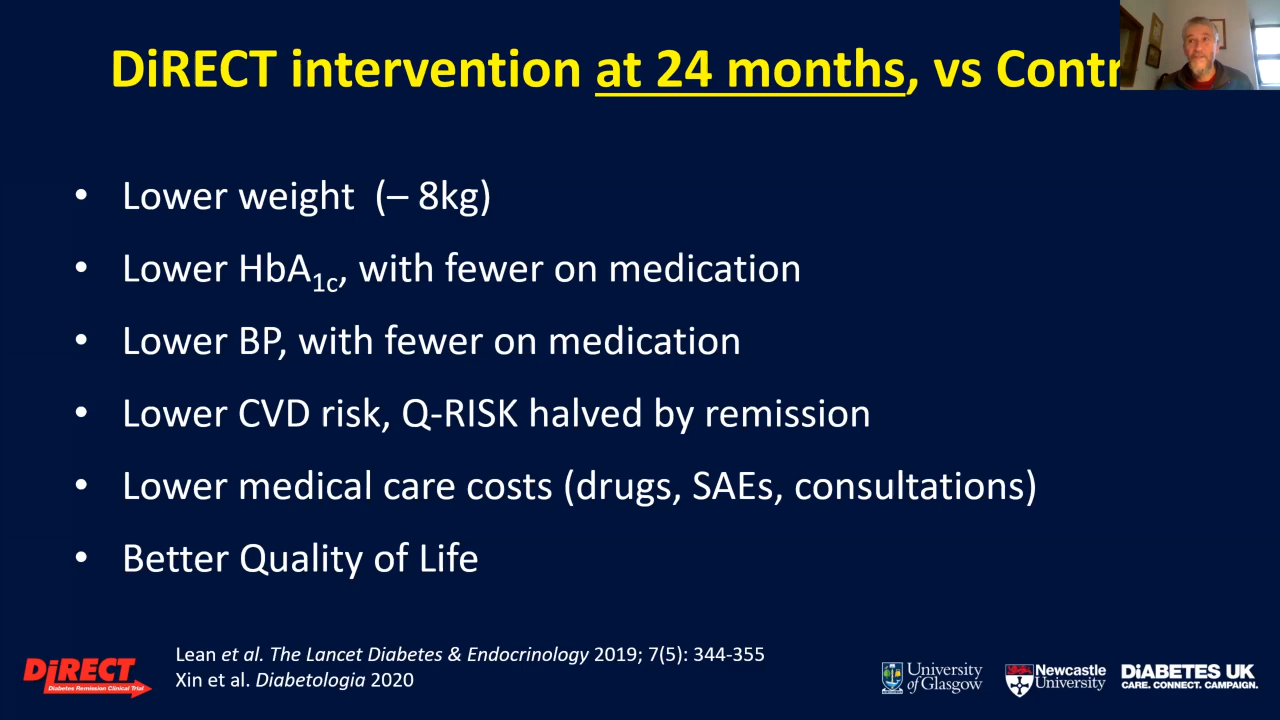 DiRECT intervention at 24 months, vs Contr
• Lower weight (– 8kg)
• Lower HbA1c, with fewer on medication
• Lower BP, with fewer on medication
• Lower CVD risk, Q-RISK halved by remission
• Lower medical care costs (drugs, SAEs, consultations)
• Better Quality of Life
Lean et al. The Lancet Diabetes & Endocrinology 2019; 7(5): 344-355
Xin et al. Diabetologia 2020
DiRECT
Diabetes Remission Clinical Trial
University
of Glasgow
Newcastle
University
DiABETES UK
CARE. CONNECT. CAMPAIGN.